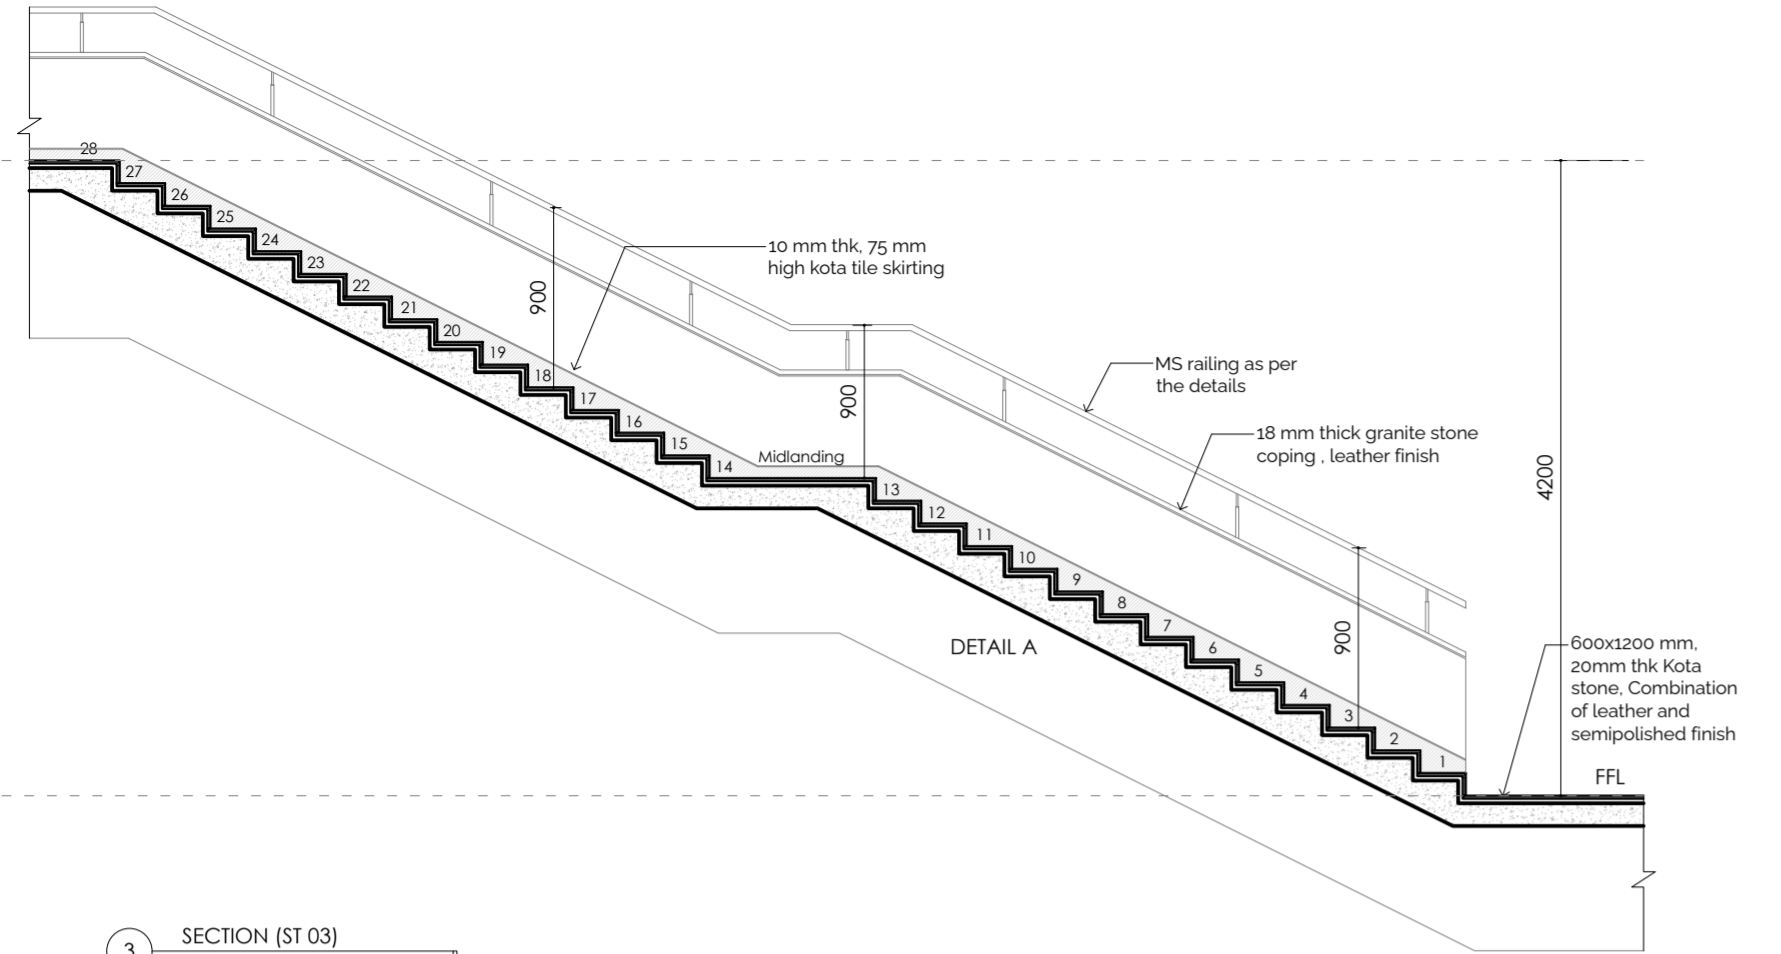 28
27
26
25
24
23
22
21
20
19
18
17
16
15
14
Midlanding
13
12
11
10
9
8
7
6
5
4
3
2
1
900
900
900
4200
10 mm thk, 75 mm
high kota tile skirting
MS railing as per
the details
18 mm thick granite stone
coping , leather finish
DETAIL A
600x1200 mm,
20mm thk Kota
stone, Combination
of leather and
semipolished finish
FFL
3
SECTION (ST 03)